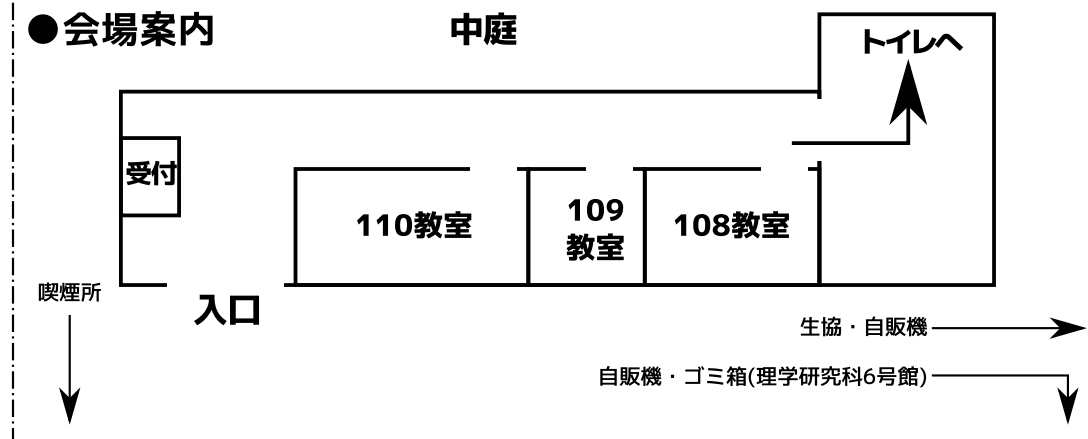 ●会場案内
中庭
トイレへ
受付
110教室
109
教室
108教室
喫煙所
入口
生協・自販機
自販機・ゴミ箱(理学研究科6号館)